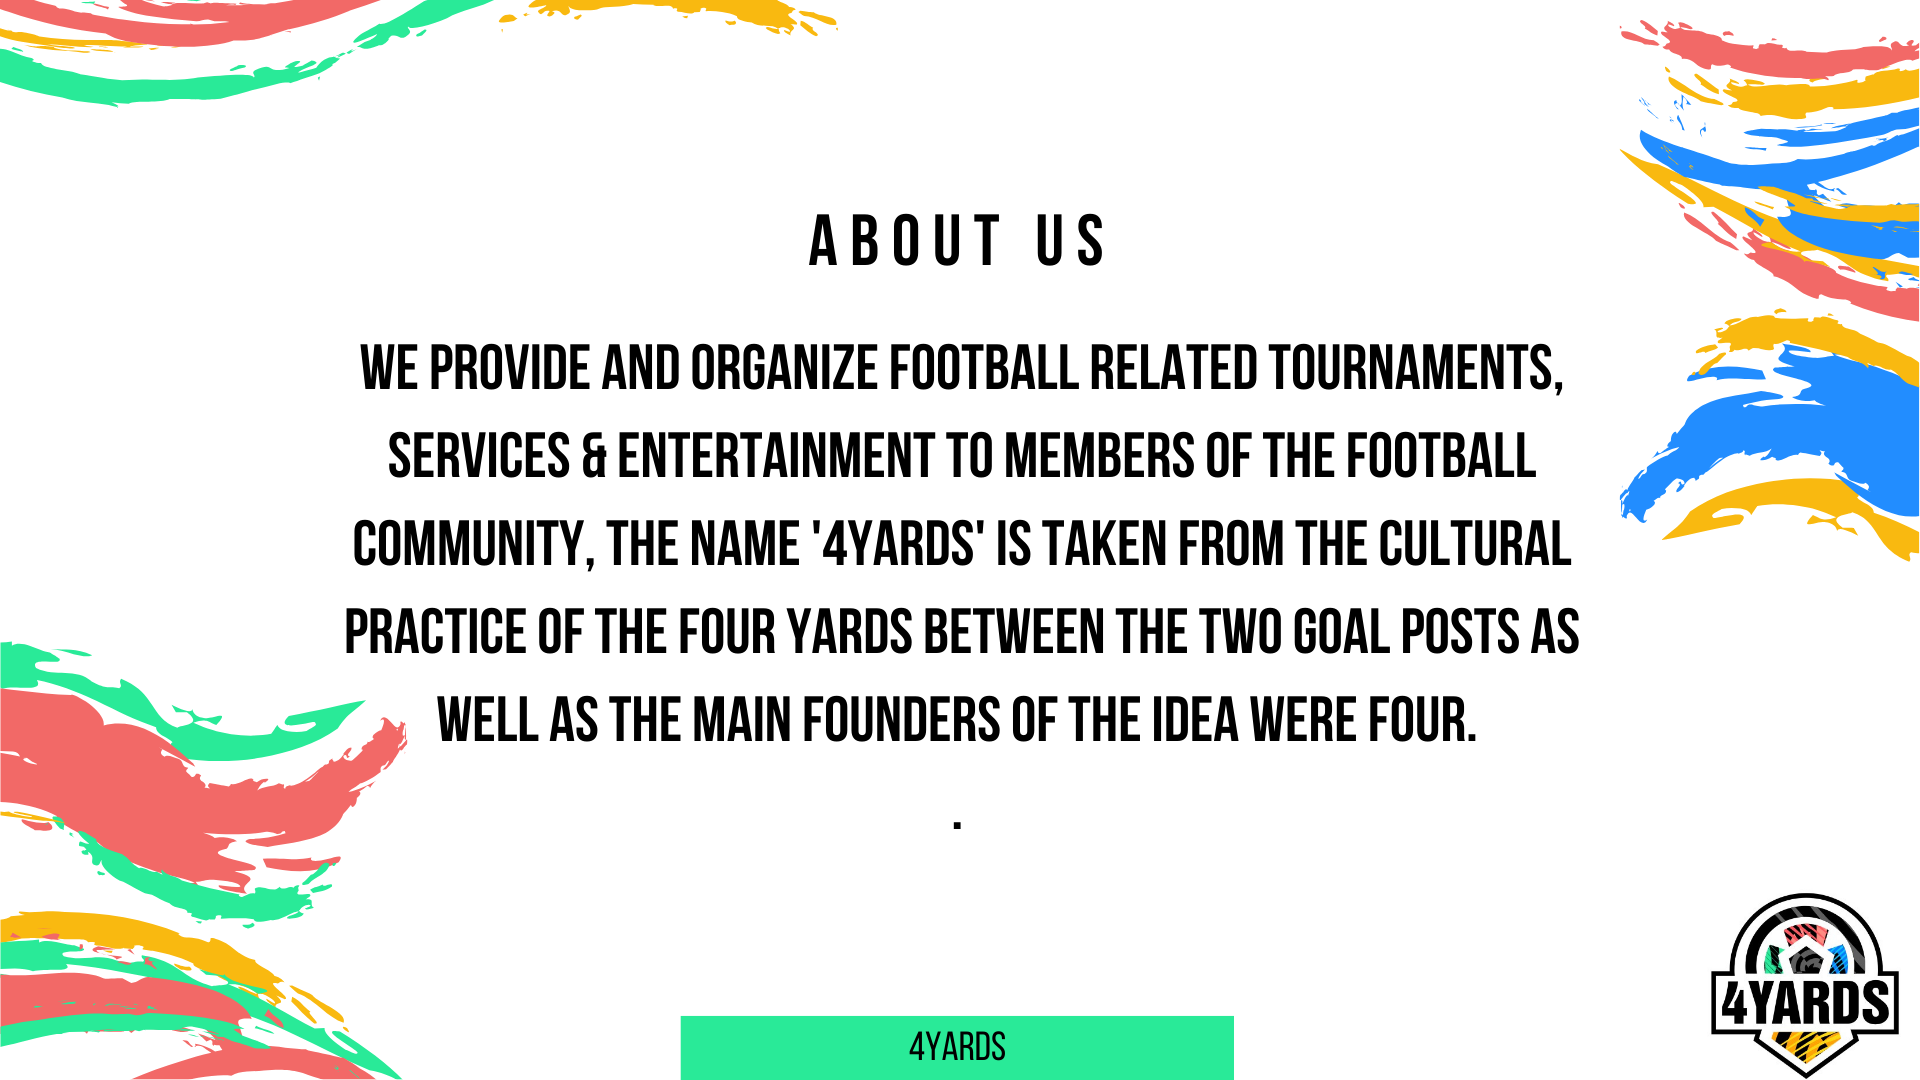 ABOUT US
WE PROVIDE AND ORGANIZE FOOTBALL RELATED TOURNAMENTS,
SERVICES & ENTERTAINMENT TO MEMBERS OF THE FOOTBALL
COMMUNITY, THE NAME '4YARDS' IS TAKEN FROM THE CULTURAL
PRACTICE OF THE FOUR YARDS BETWEEN THE TWO GOAL POSTS AS
WELL AS THE MAIN FOUNDERS OF THE IDEA WERE FOUR.
.
4YARDS
4YARDS